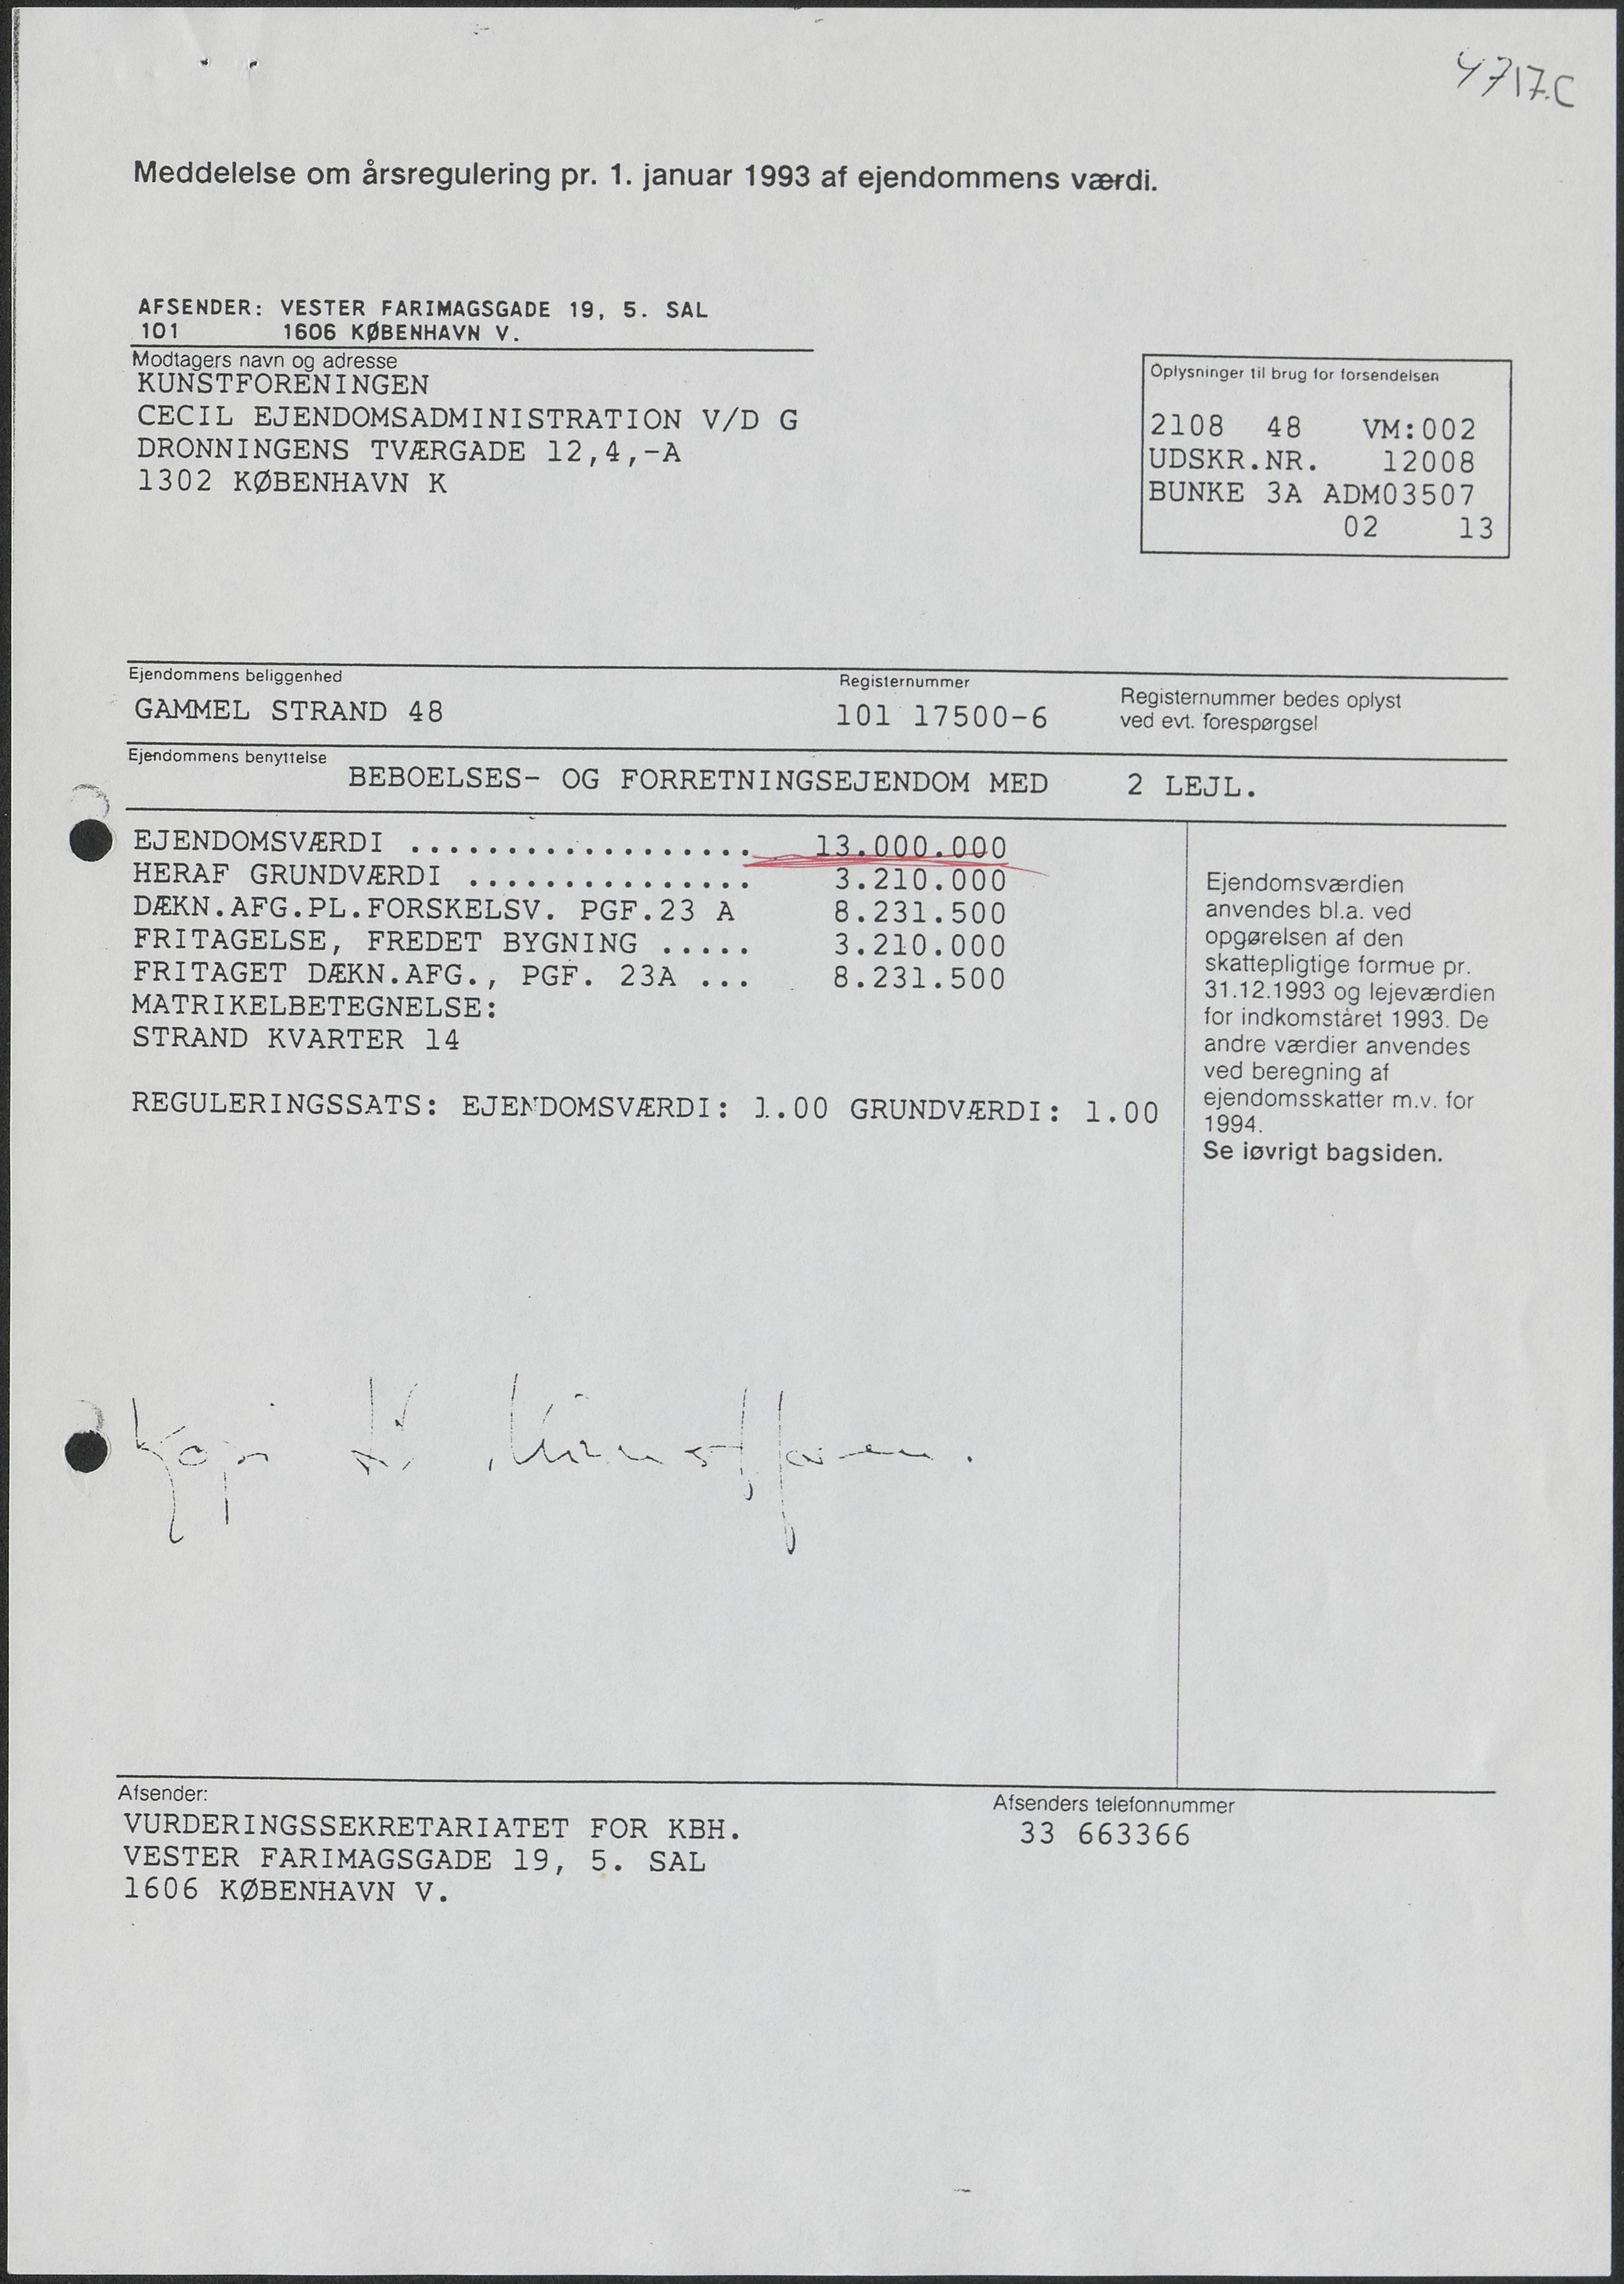 4717.C
Meddelelse om årsregulering pr. 1. januar 1993 af ejendommens værdi.
AFSENDER: VESTER FARIMAGSGADE 19, 5. SAL
101 1606 KØBENHAVN V.
Modtagers navn og adresse
KUNSTFORENINGEN
CECIL EJENDOMSADMINISTRATION V/D G
DRONNINGENS TVÆRGADE 12,4,-A
1302 KØBENHAVN K
Oplysninger til brug for forsendelsen
2108 48 VM:002
UDSKR.NR. 12008
BUNKE 3A ADM03507
02 13
Ejendommens beliggenhed
GAMMEL STRAND 48
Registernummer
101 17500-6
Registernummer bedes oplyst
ved evt. forespørgsel
Ejendommens benyttelse
BEBOELSES- OG FORRETNINGSEJENDOM MED 2 LEJL.
EJENDOMSVÆRDI .................. 13.000.000
HERAF GRUNDVÆRDI ............... 3.210.000
DÆKN.AFG.PL.FORSKELSV. PGF.23 A 8.231.500
FRITAGELSE, FREDET BYGNING ..... 3.210.000
FRITAGET DÆKN.AFG., PGF. 23A ... 8.231.500
MATRIKELBETEGNELSE:
STRAND KVARTER 14
REGULERINGSSATS: EJENDOMSVÆRDI: 1.00 GRUNDVÆRDI: 1.00
Ejendomsværdien
anvendes bl.a. ved
opgørelsen af den
skattepligtige formue pr.
31.12.1993 og lejeværdien
for indkomståret 1993. De
andre værdier anvendes
ved beregning af
ejendomsskatter m.v. for
1994.
Se iøvrigt bagsiden.
Kopi til Kunstforen.
Afsender:
VURDERINGSSEKRETARIATET FOR KBH.
VESTER FARIMAGSGADE 19, 5. SAL
1606 KØBENHAVN V.
Afsenders telefonnummer
33 663366